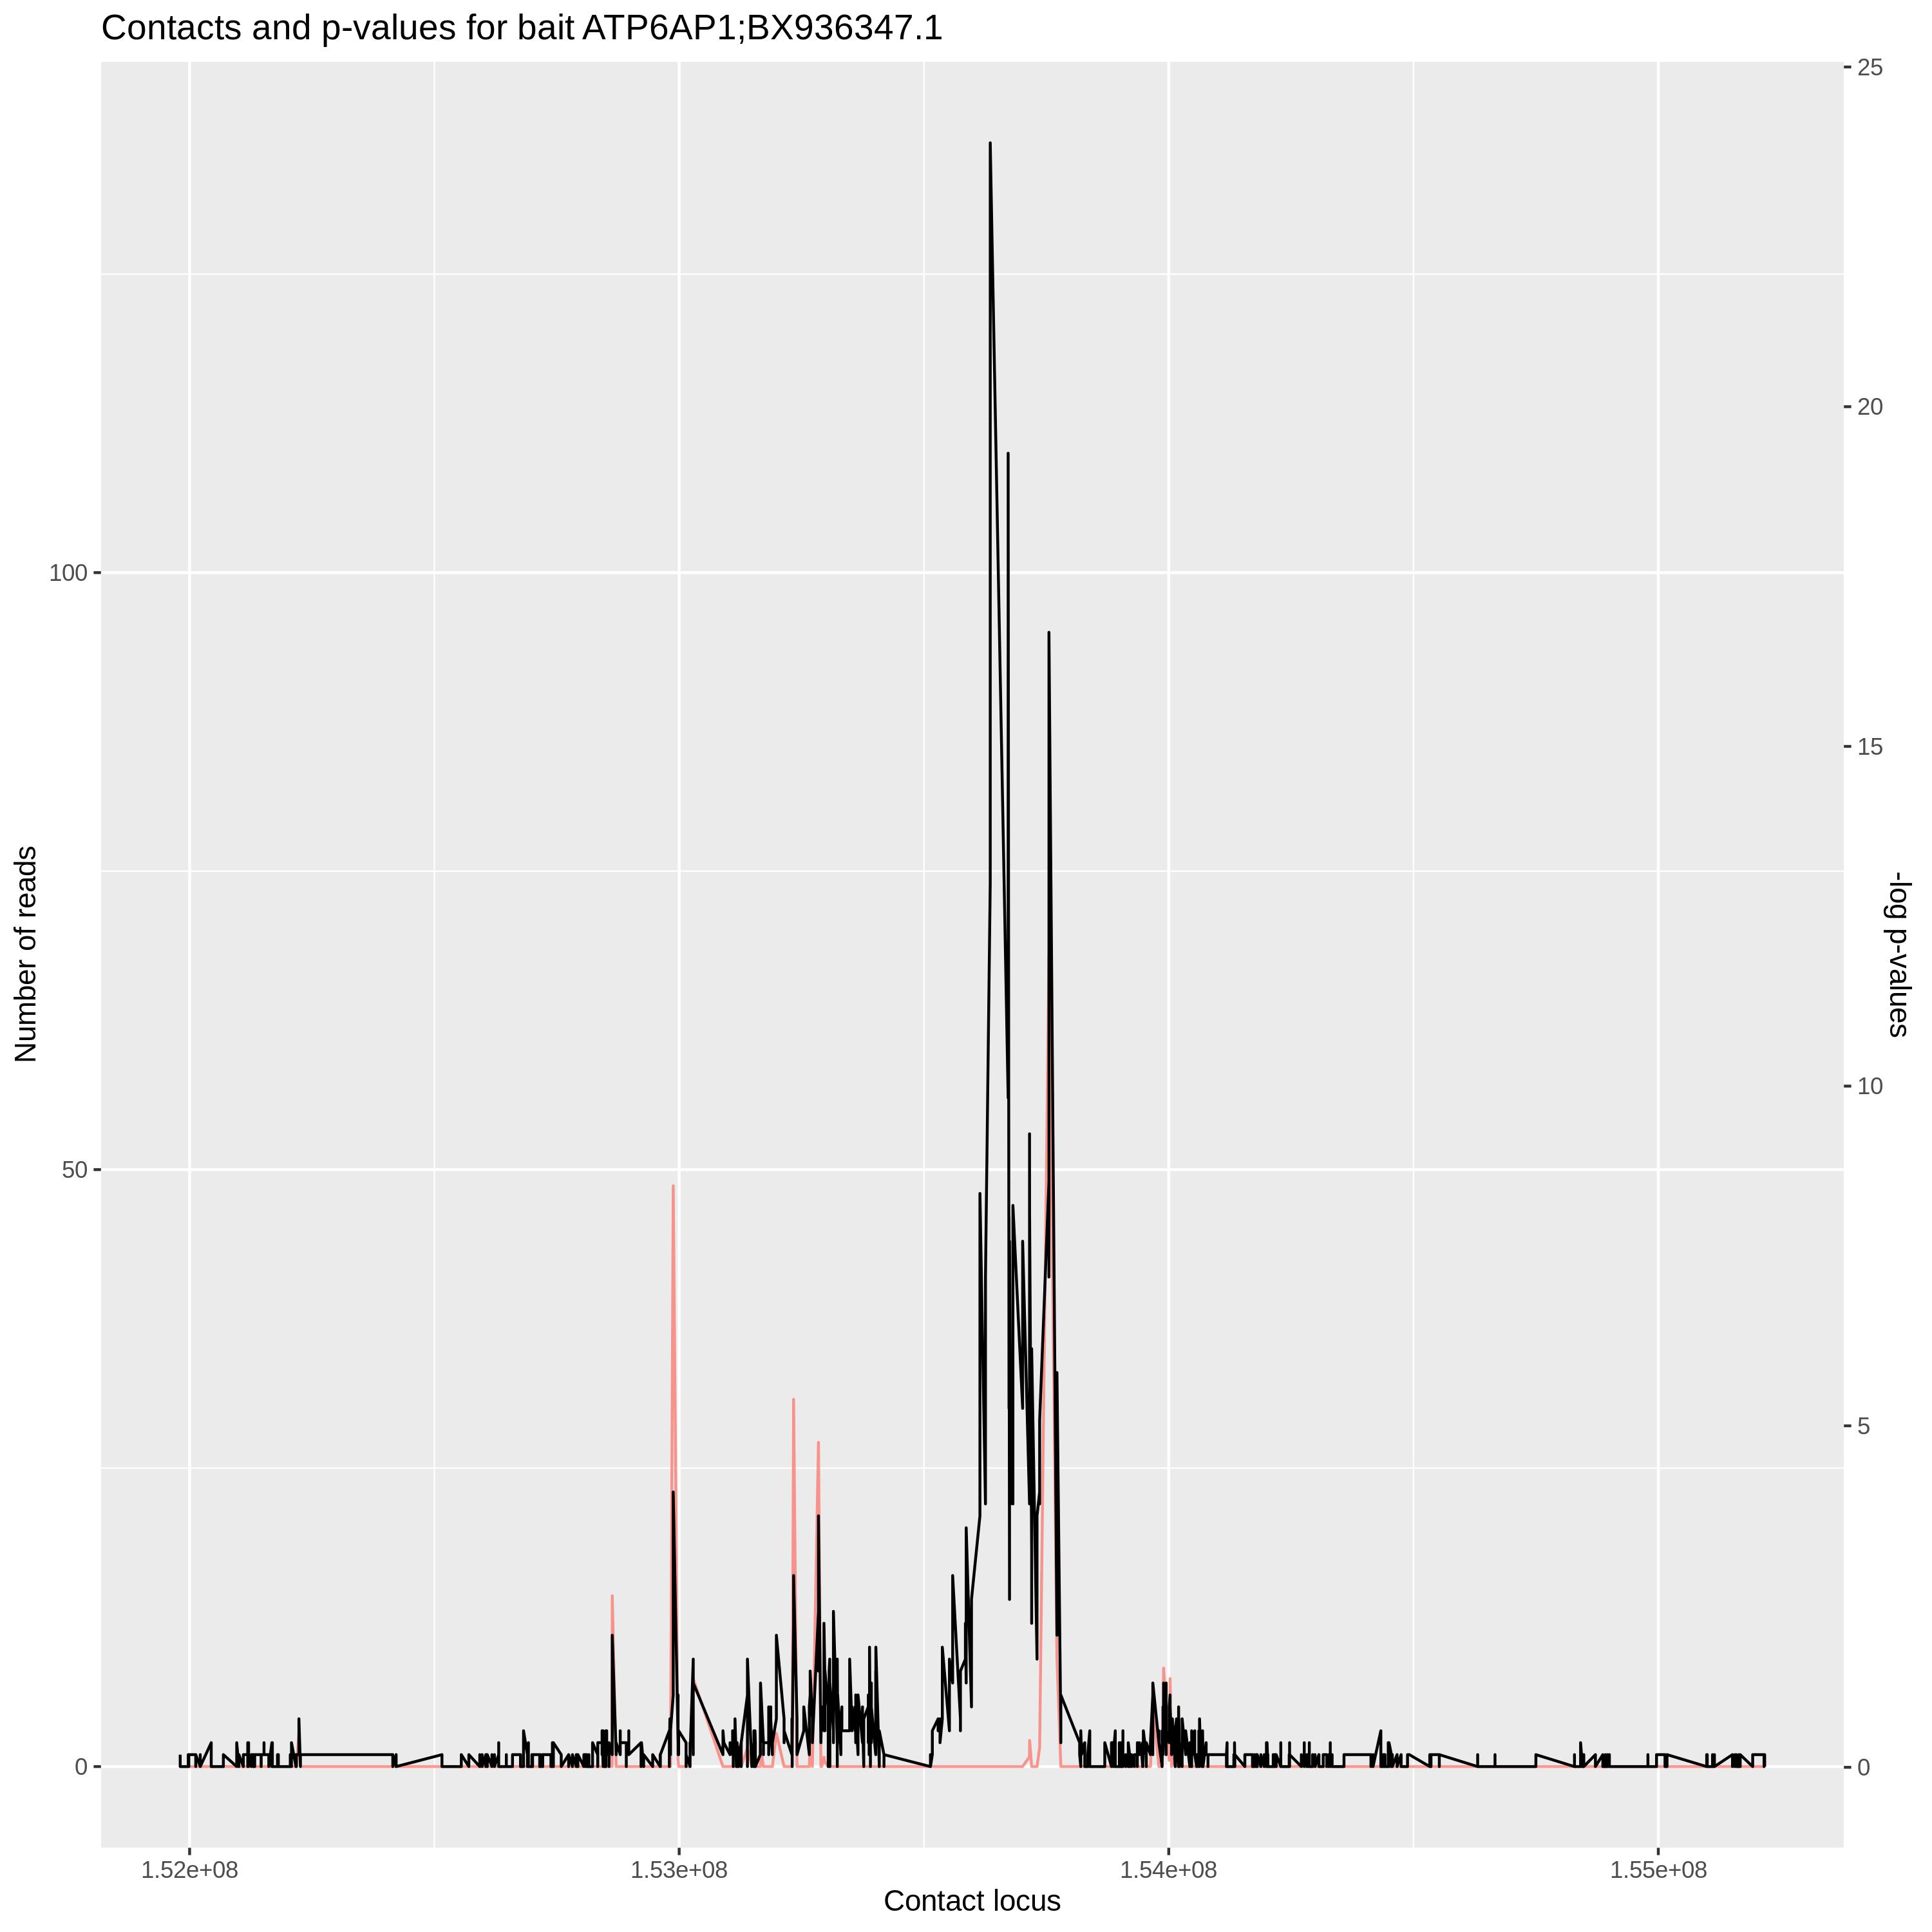 Contacts and p-values for bait ATP6AP1;BX936347.1
Number of reads
100
50
0
25
20
15
10
5
0
-log p-values
1.52e+08 1.53e+08 1.54e+08 1.55e+08
Contact locus